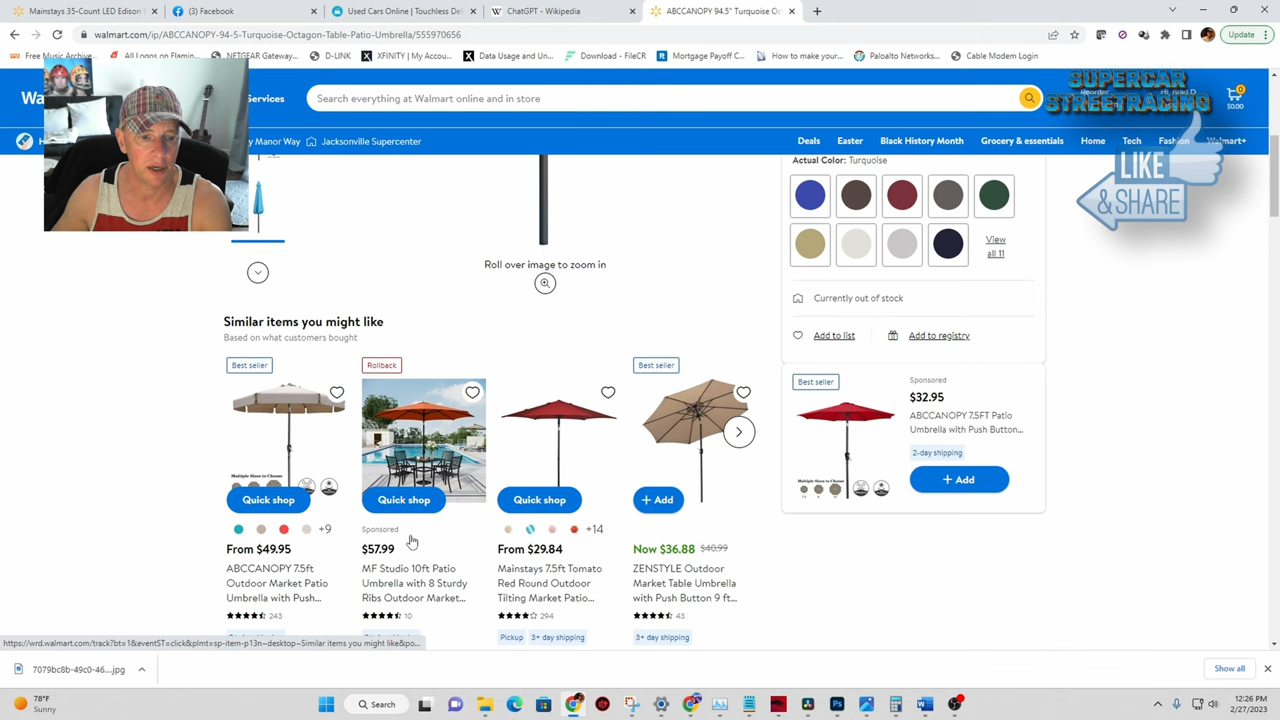 Mainstays 35-Count LED Edison
(3) Facebook
Used Cars Online | Touchless De
ChatGPT - Wikipedia
ABCCANOPY 94.5" Turquoise Oc
walmart.com/ip/ABCCANOPY-94-5-Turquoise-Octagon-Table-Patio-Umbrella/555970656
Update
Free Music Archive
All Logos on Flamin
NETGEAR Gateway...
D-LINK
XFINITY | My Accou...
Data Usage and Un...
Download - FileCR
Mortgage Payoff C...
How to make your...
Paloalto Networks...
Cable Modem Login
SUPERCAR
STREETRACING
Wa
Services
Search everything at Walmart online and in store
Reorder
0
$0.00
y Manor Way
Jacksonville Supercenter
Deals
Easter
Black History Month
Grocery & essentials
Home
Tech
Fashion
Walmart+
LIKE
& SHARE
Actual Color: Turquoise
View
all 11
Roll over image to zoom in
Currently out of stock
Add to list
Add to registry
Similar items you might like
Based on what customers bought
Best seller
Rollback
Best seller
Multiple Sizes to Choose
Quick shop
Quick shop
Quick shop
+ Add
+9
Sponsored
+14
From $49.95
$57.99
From $29.84
Now $36.88 $40.99
ABCCANOPY 7.5ft
Outdoor Market Patio
Umbrella with Push...
MF Studio 10ft Patio
Umbrella with 8 Sturdy
Ribs Outdoor Market...
Mainstays 7.5ft Tomato
Red Round Outdoor
Tilting Market Patio...
ZENSTYLE Outdoor
Market Table Umbrella
with Push Button 9 ft...
243
10
294
43
Pickup
3+ day shipping
3+ day shipping
Best seller
Sponsored
$32.95
ABCCANOPY 7.5FT Patio
Umbrella with Push Button...
2-day shipping
+ Add
https://wrd.walmart.com/track?bt=1&eventST=click&plmt=sp-item-p13n~desktop~Similar items you might like&po...
7079bc8b-49c0-46....jpg
Show all
78°F
Sunny
Search
12:26 PM
2/27/2023